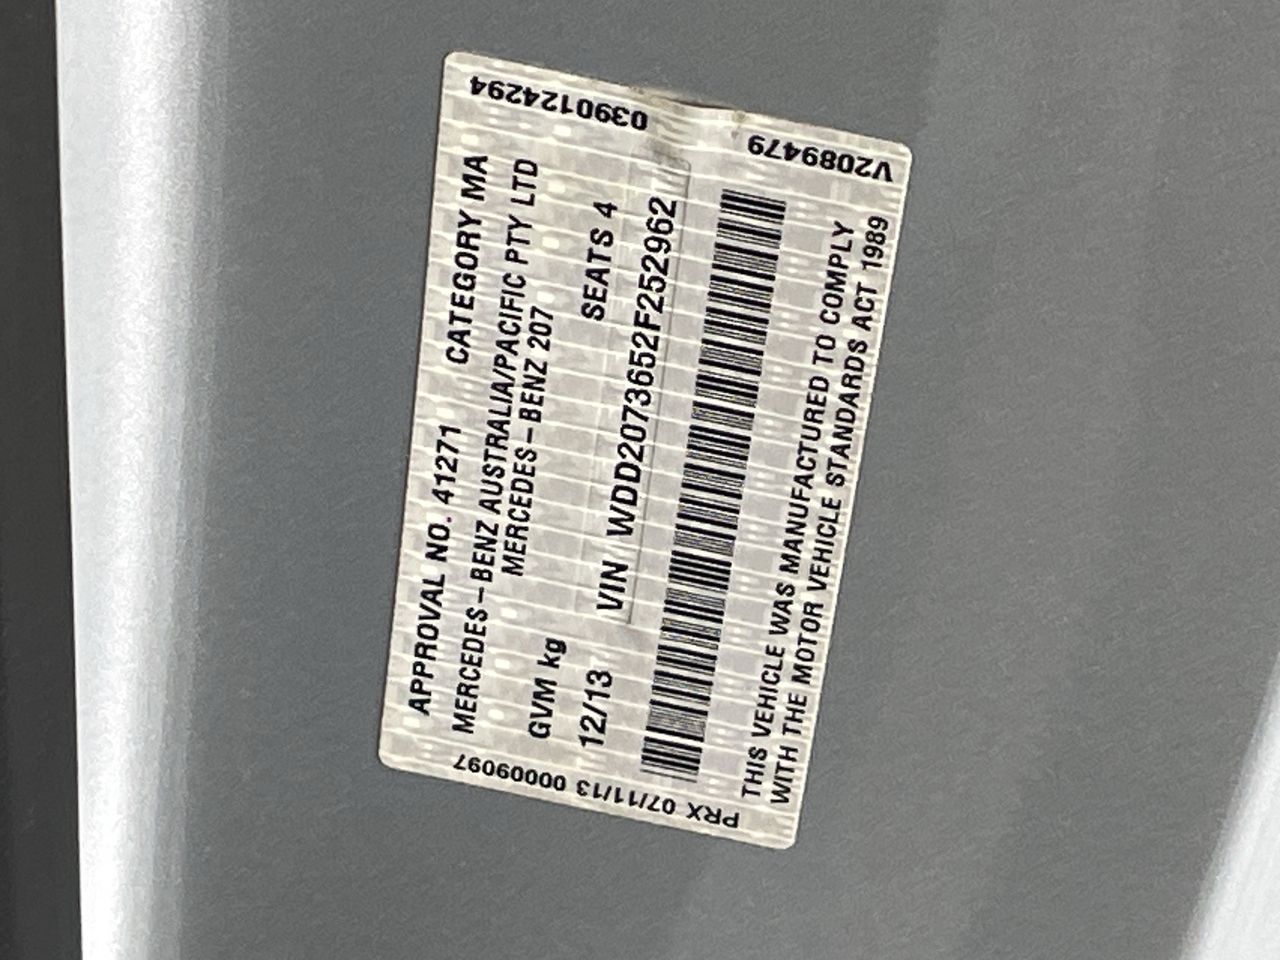 APPROVAL NO. 41271 CATEGORY MA
MERCEDES-BENZ AUSTRALIA/PACIFIC PTY LTD
MERCEDES-BENZ 207
GVM kg SEATS 4
12/13 VIN WDD2073652F252962
THIS VEHICLE WAS MANUFACTURED TO COMPLY
WITH THE MOTOR VEHICLE STANDARDS ACT 1989
PRX 07/11/13 00009097
V2089479 0390124294